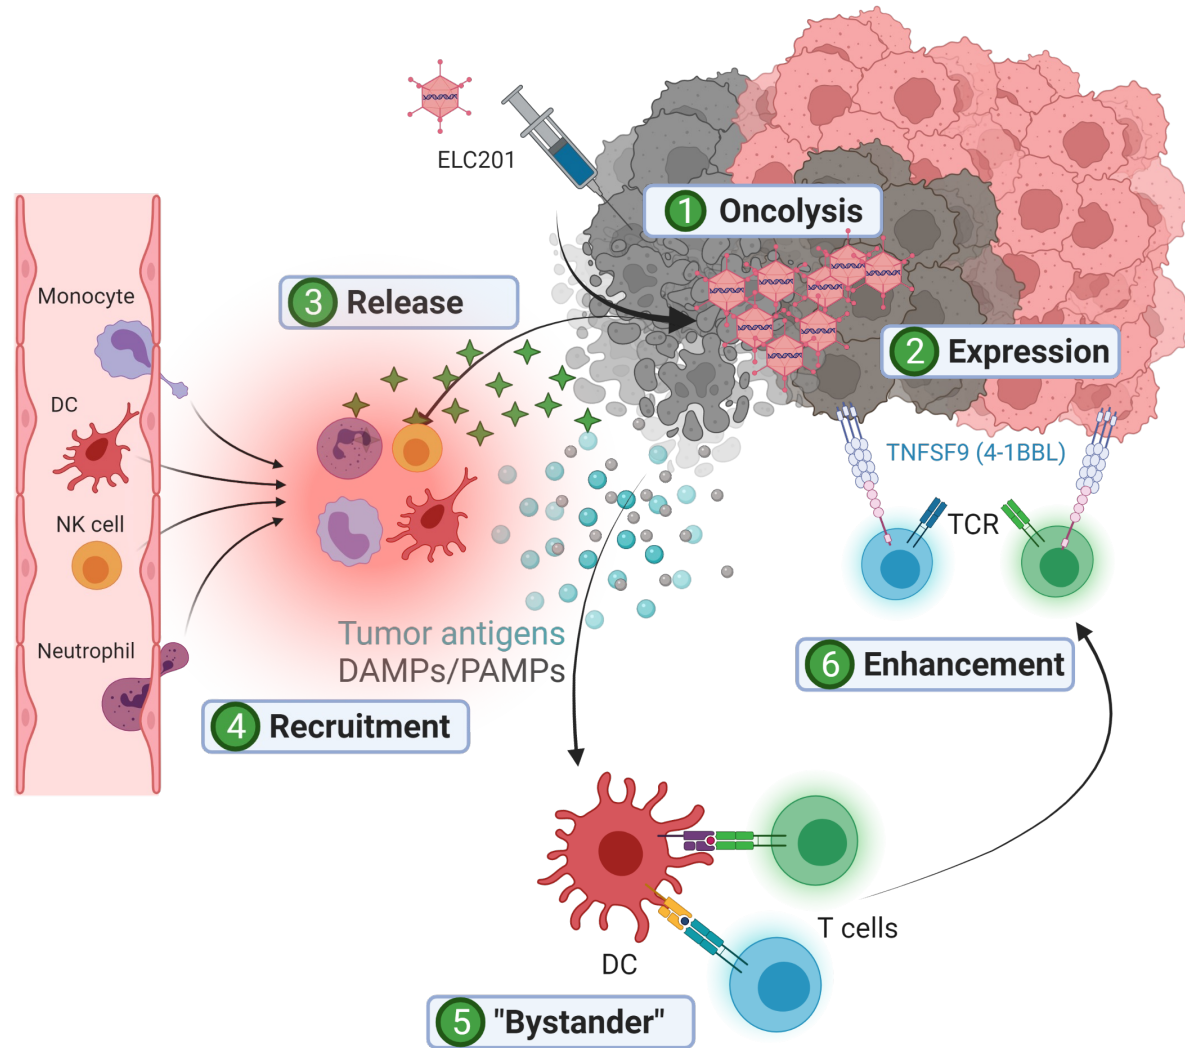 ELC201
1 Oncolysis
2 Expression
3 Release
Monocyte
DC
NK cell
Neutrophil
TNFSF9 (4-1BBL)
TCR
Tumor antigens
DAMPs/PAMPs
6 Enhancement
4 Recruitment
T cells
DC
5 "Bystander"